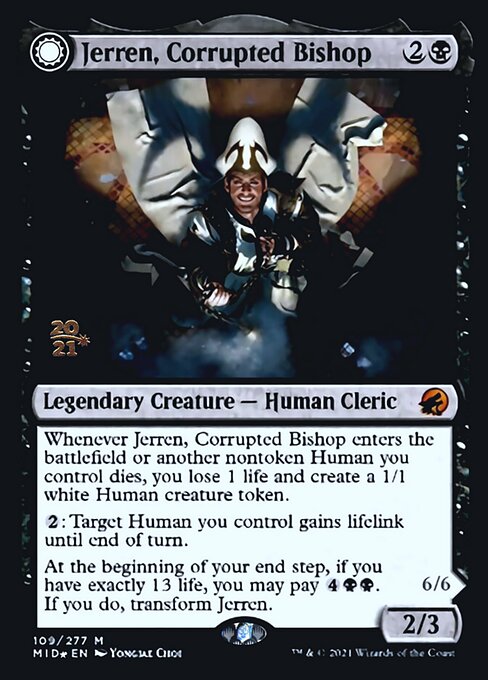 Jerren, Corrupted Bishop 2
20
21
Legendary Creature — Human Cleric
Whenever Jerren, Corrupted Bishop enters the
battlefield or another nontoken Human you
control dies, you lose 1 life and create a 1/1
white Human creature token.
2: Target Human you control gains lifelink
until end of turn.
At the beginning of your end step, if you
have exactly 13 life, you may pay 4.
If you do, transform Jerren.
6/6
2/3
109/277 M
MID★EN Yongjae Choi
™ & © 2021 Wizards of the Coast